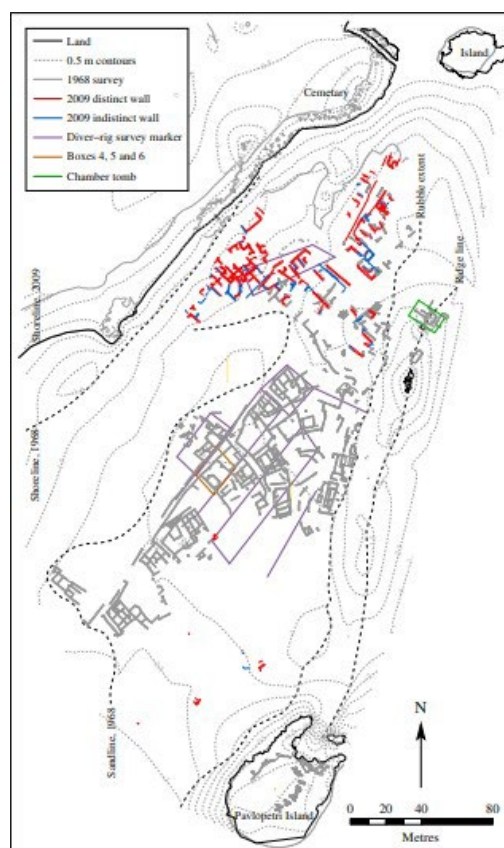 Land
0.5 m contours
1968 survey
2009 distinct wall
2009 indistinct wall
Diver-rig survey marker
Boxes 4, 5 and 6
Chamber tomb
Island
Cemetary
Rubble extent
Ridge line
Shoreline, 2009
Shoreline, 1968
Sandline, 1968
Pavlopetri Island
N
0 20 40 80
Metres